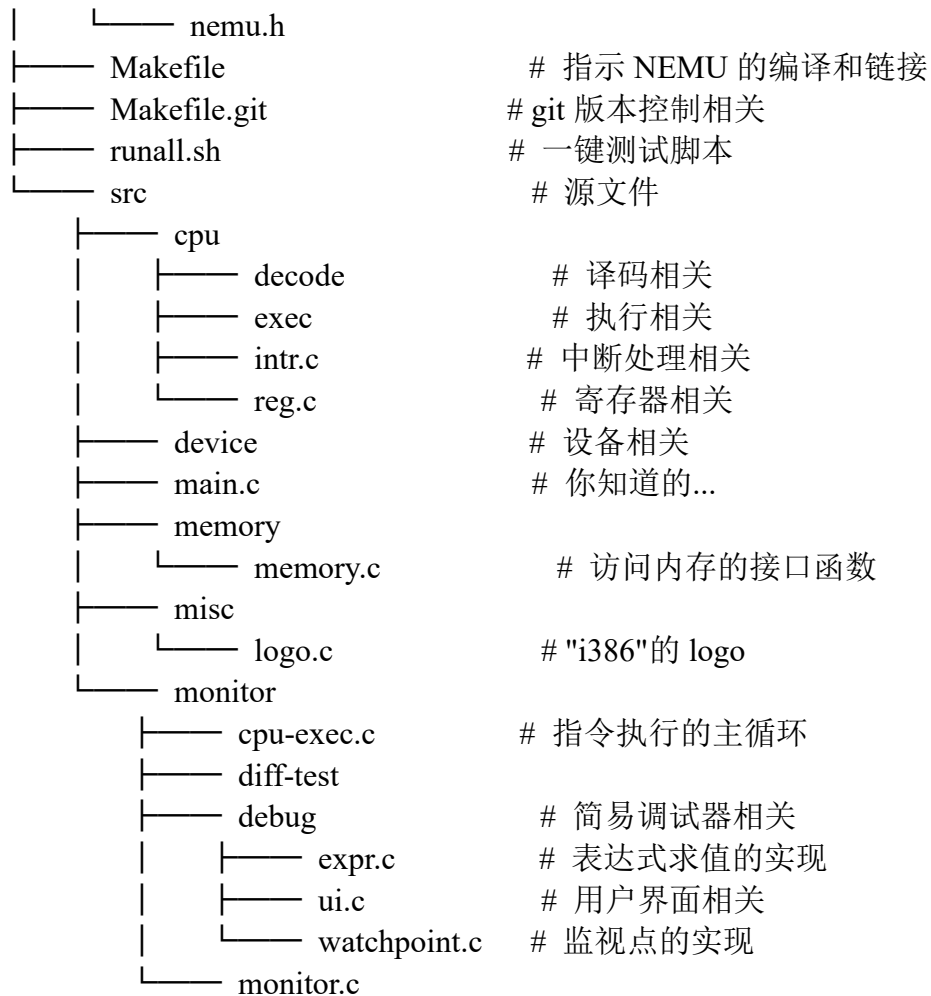 │ └── nemu.h
├── Makefile # 指示 NEMU 的编译和链接
├── Makefile.git # git 版本控制相关
├── runall.sh # 一键测试脚本
└── src # 源文件
├── cpu
│ ├── decode # 译码相关
│ ├── exec # 执行相关
│ ├── intr.c # 中断处理相关
│ └── reg.c # 寄存器相关
├── device # 设备相关
├── main.c # 你知道的...
├── memory
│ └── memory.c # 访问内存的接口函数
├── misc
│ └── logo.c # "i386"的 logo
└── monitor
├── cpu-exec.c # 指令执行的主循环
├── diff-test
├── debug # 简易调试器相关
│ ├── expr.c # 表达式求值的实现
│ ├── ui.c # 用户界面相关
│ └── watchpoint.c # 监视点的实现
└── monitor.c